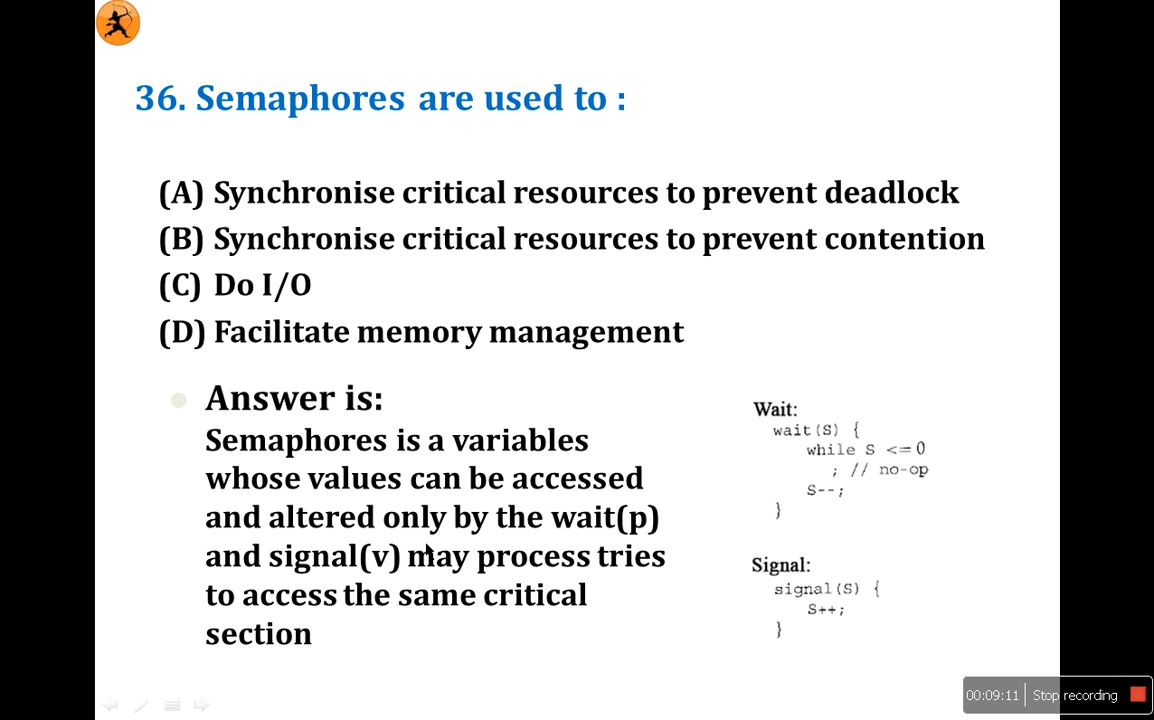 36. Semaphores are used to :
(A) Synchronise critical resources to prevent deadlock
(B) Synchronise critical resources to prevent contention
(C) Do I/O
(D) Facilitate memory management
Answer is:
Semaphores is a variables
whose values can be accessed
and altered only by the wait(p)
and signal(v) may process tries
to access the same critical
section
Wait:
wait(S) {
while S <= 0
; // no-op
S--;
}
Signal:
signal(S) {
S++;
}
00:09:11 Stop recording